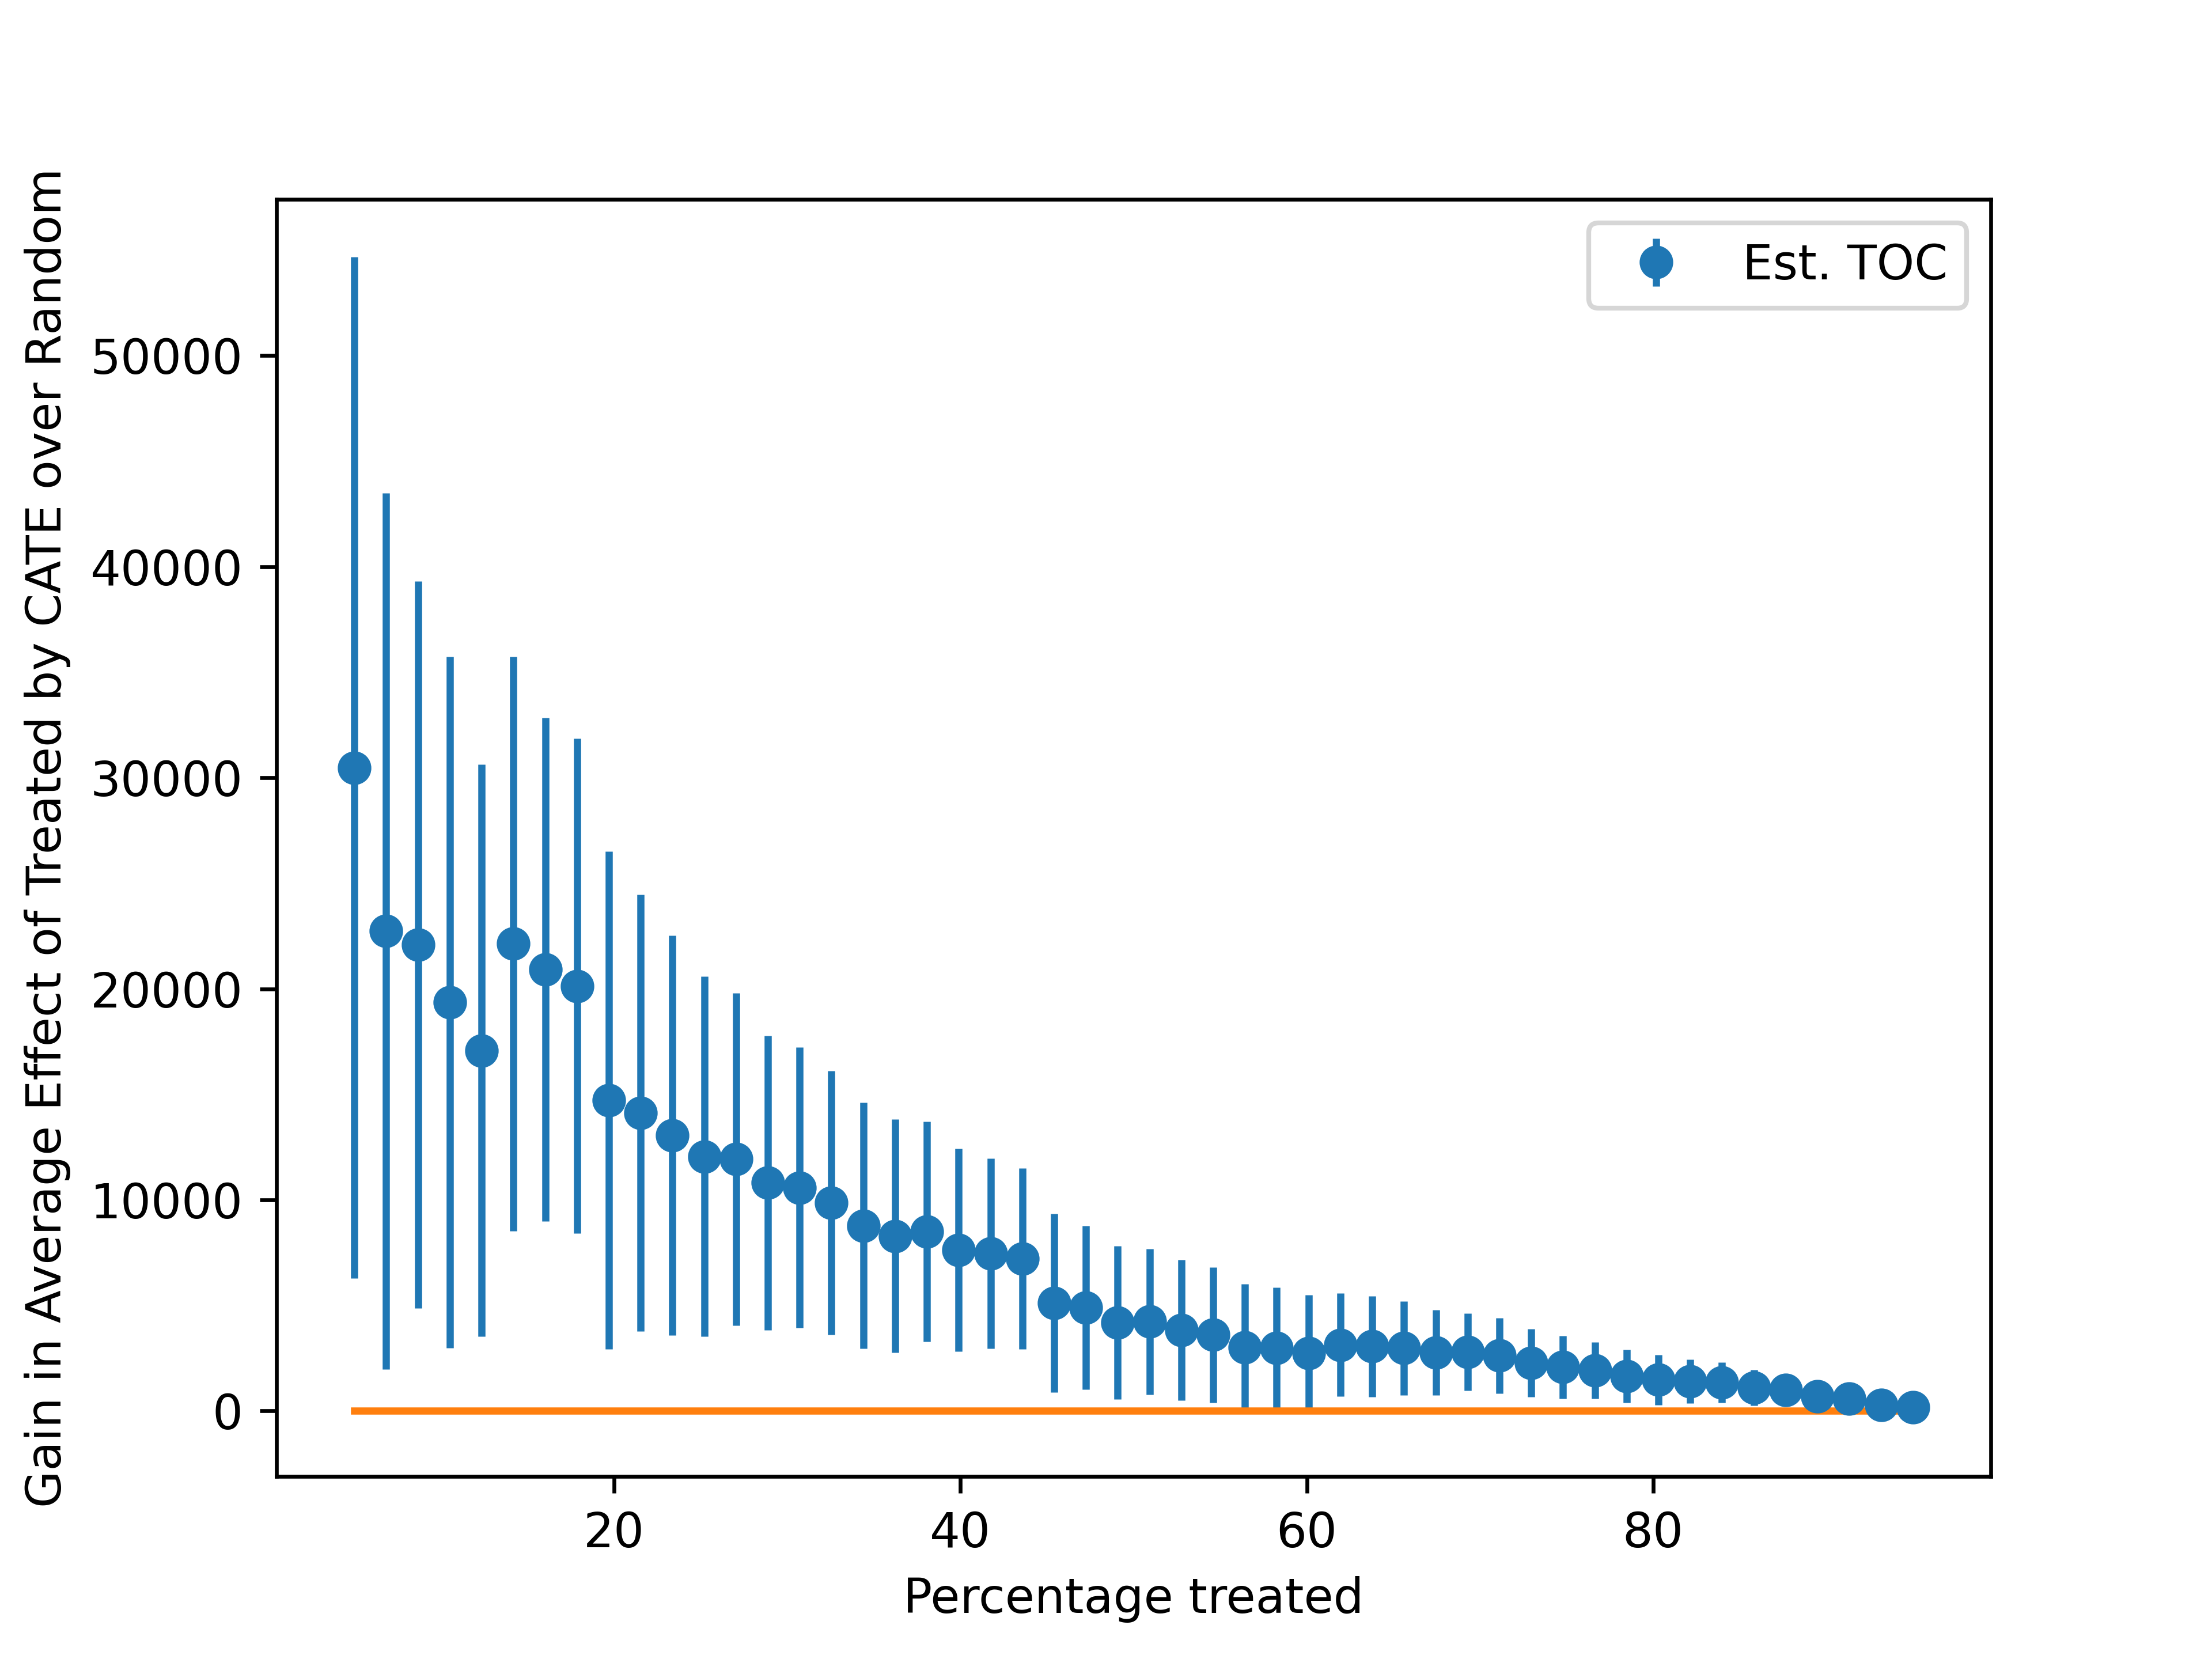 Gain in Average Effect of Treated by CATE over Random
50000
40000
30000
20000
10000
0
20 40 60 80
Percentage treated
Est. TOC